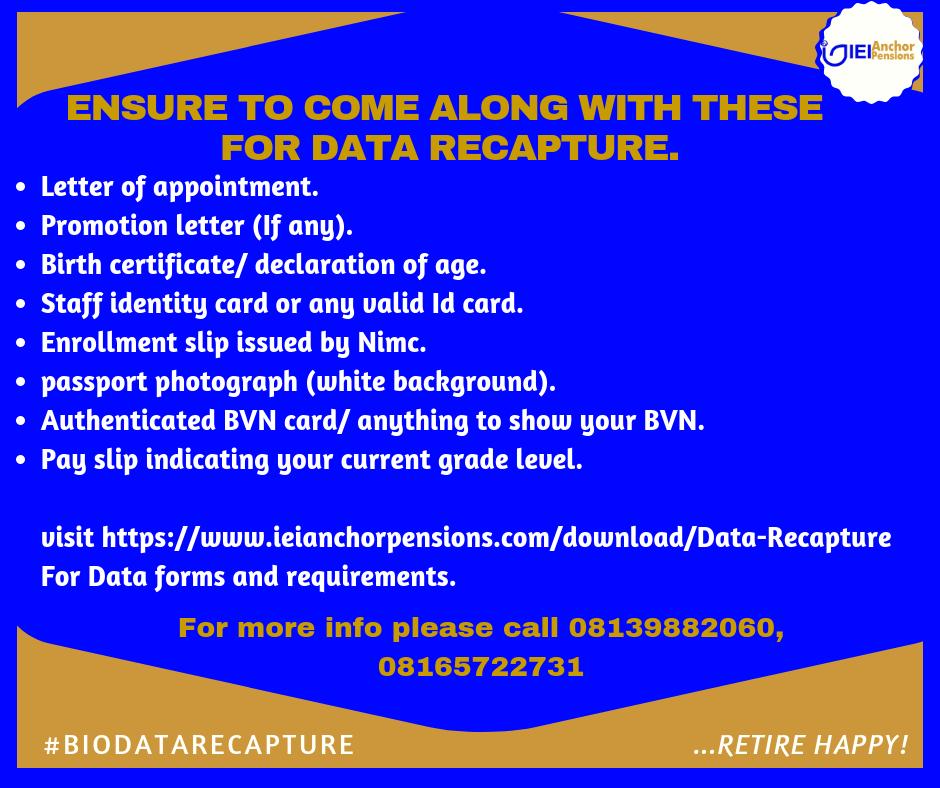 IEI Anchor
Pensions
ENSURE TO COME ALONG WITH THESE
FOR DATA RECAPTURE.
• Letter of appointment.
• Promotion letter (If any).
• Birth certificate/ declaration of age.
• Staff identity card or any valid Id card.
• Enrollment slip issued by Nimc.
• passport photograph (white background).
• Authenticated BVN card/ anything to show your BVN.
• Pay slip indicating your current grade level.
visit https://www.ieianchorpensions.com/download/Data-Recapture
For Data forms and requirements.
For more info please call 08139882060,
08165722731
#BIODATARECAPTURE
...RETIRE HAPPY!